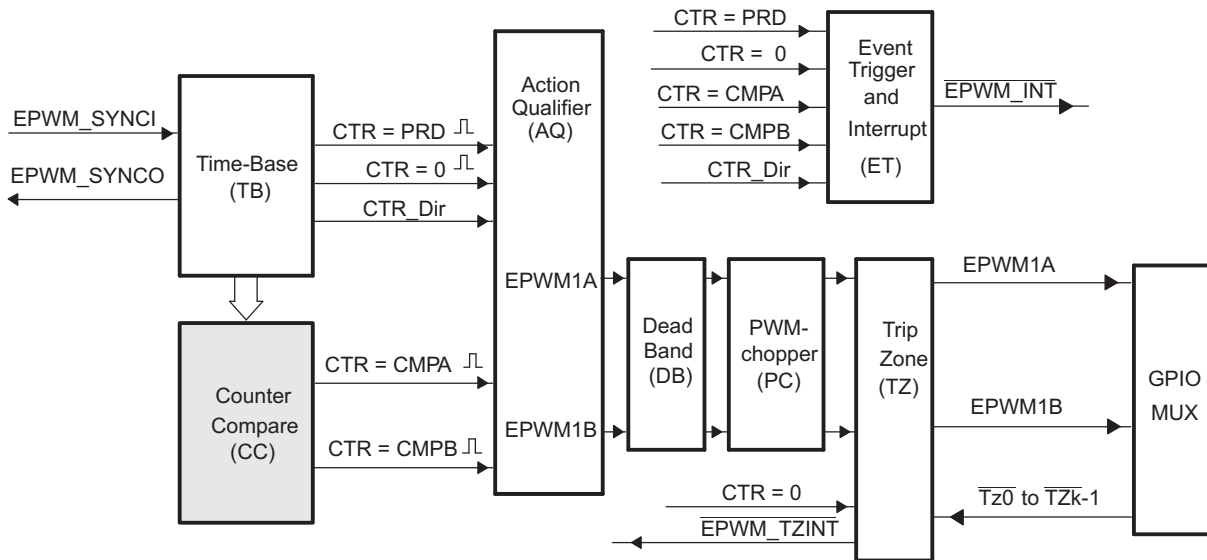 EPWM_SYNCI
EPWM_SYNCO
Time-Base
(TB)
CTR = PRD
CTR = 0
CTR_Dir
Counter
Compare
(CC)
CTR = CMPA
CTR = CMPB
Action
Qualifier
(AQ)
EPWM1A
EPWM1B
CTR = PRD
CTR = 0
CTR = CMPA
CTR = CMPB
CTR_Dir
Event
Trigger
and
Interrupt
(ET)
EPWM_INT
Dead
Band
(DB)
PWM-
chopper
(PC)
Trip
Zone
(TZ)
CTR = 0
EPWM_TZINT
EPWM1A
EPWM1B
Tz0 to TZk-1
GPIO
MUX